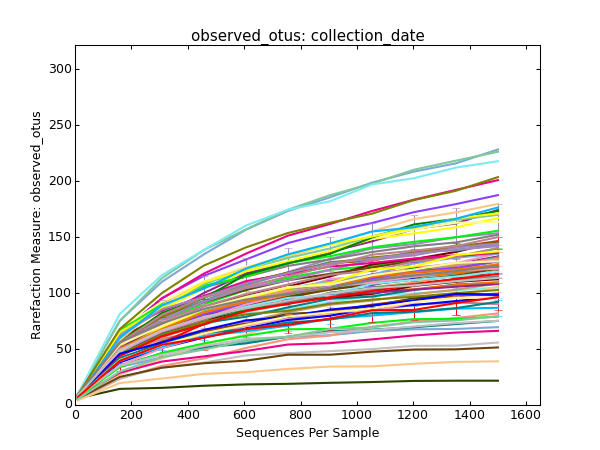 observed_otus: collection_date
300
250
200
150
100
50
0
Rarefaction Measure: observed_otus
0 200 400 600 800 1000 1200 1400 1600
Sequences Per Sample